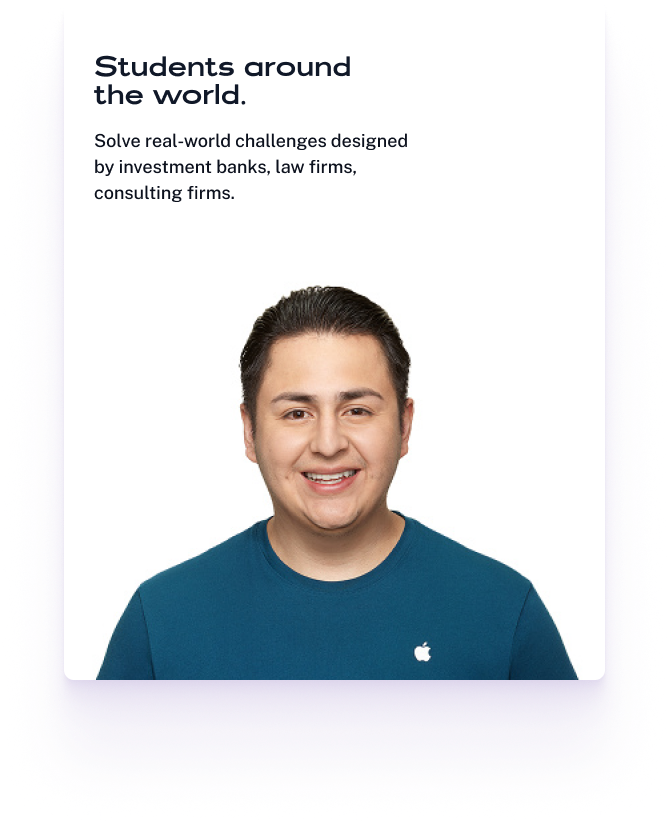 Students around
the world.
Solve real-world challenges designed
by investment banks, law firms,
consulting firms.